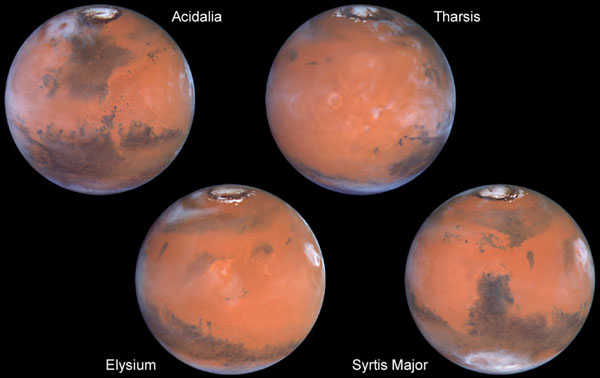 Acidalia
Tharsis
Elysium
Syrtis Major